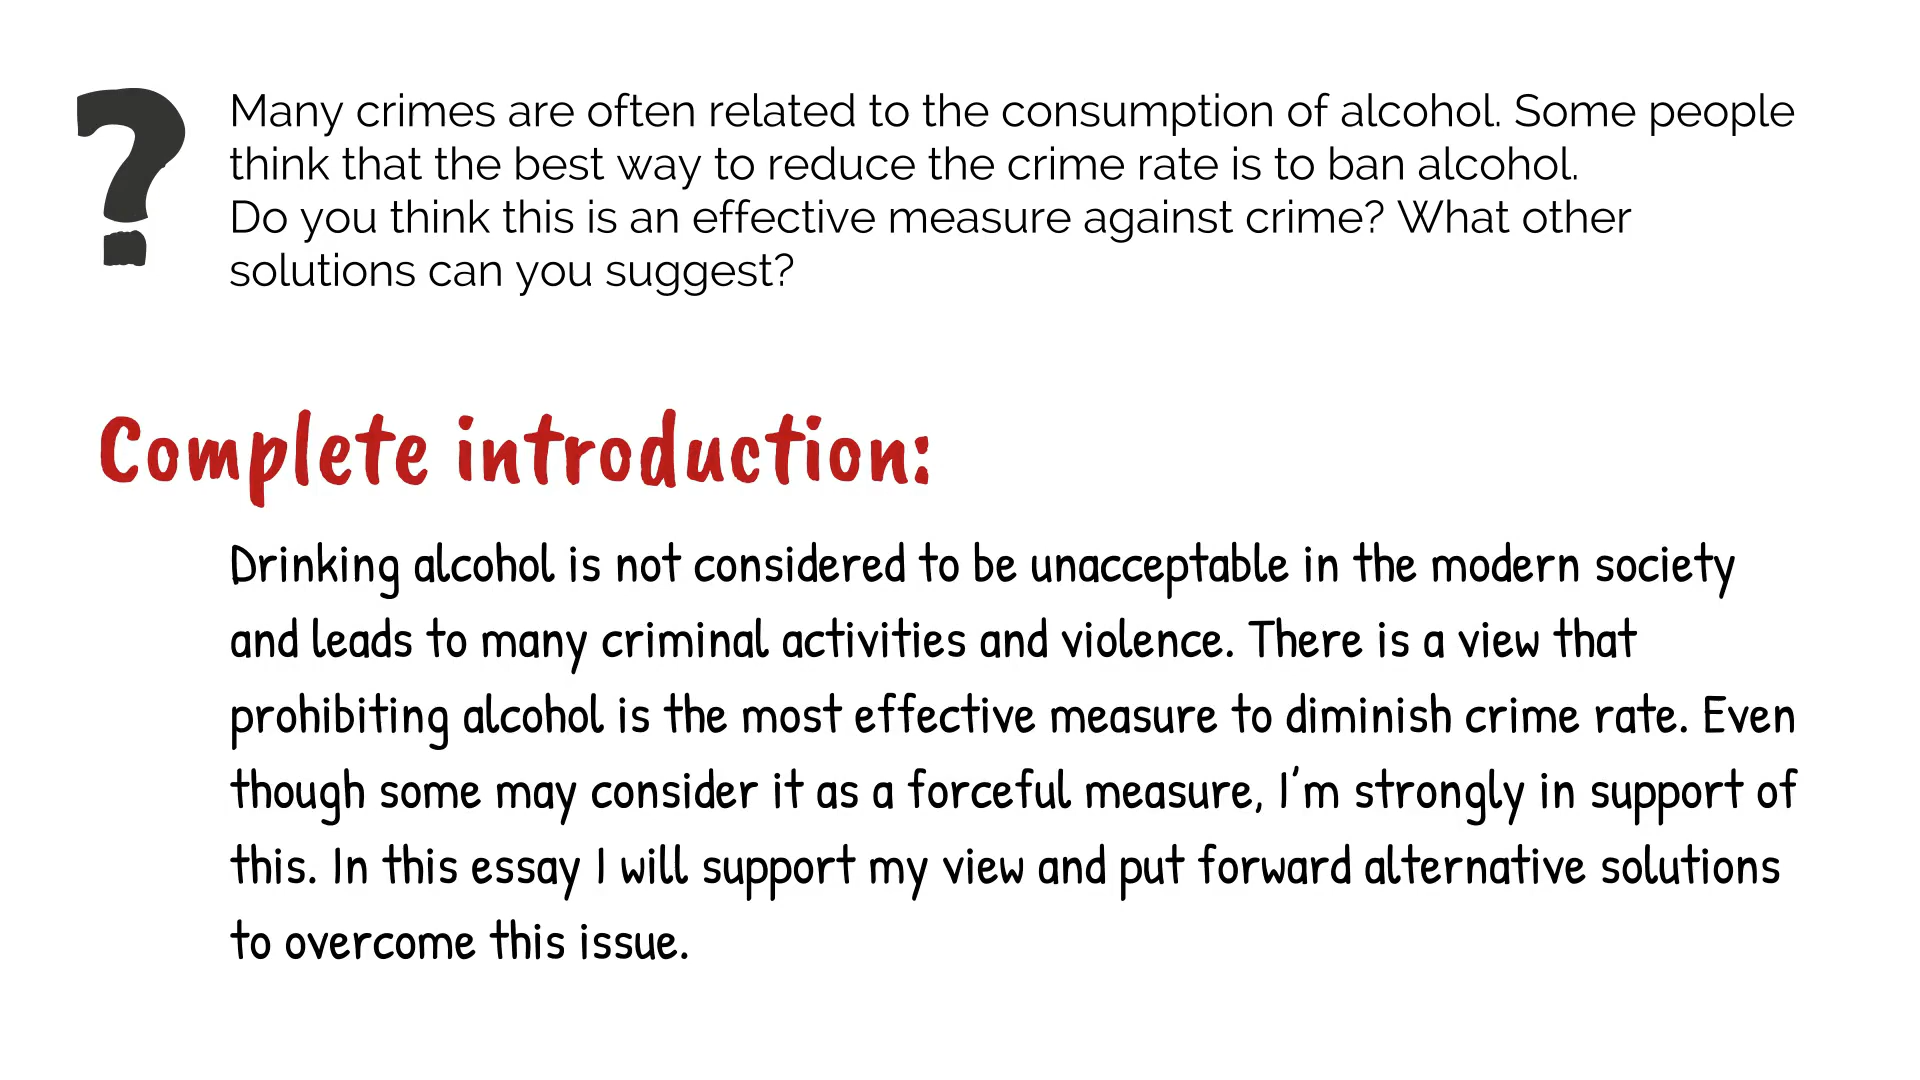 ?
Many crimes are often related to the consumption of alcohol. Some people
think that the best way to reduce the crime rate is to ban alcohol.
Do you think this is an effective measure against crime? What other
solutions can you suggest?
Complete introduction:
Drinking alcohol is not considered to be unacceptable in the modern society
and leads to many criminal activities and violence. There is a view that
prohibiting alcohol is the most effective measure to diminish crime rate. Even
though some may consider it as a forceful measure, I'm strongly in support of
this. In this essay I will support my view and put forward alternative solutions
to overcome this issue.